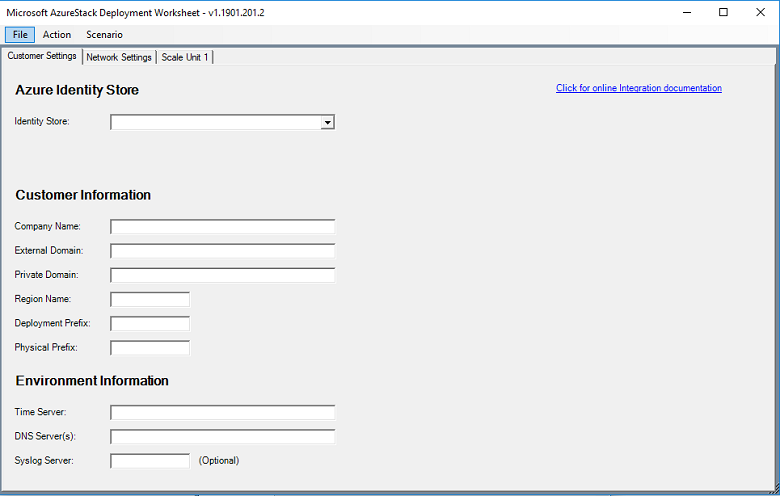 Microsoft AzureStack Deployment Worksheet - v1.1901.201.2
File Action Scenario
Customer Settings Network Settings Scale Unit 1
Azure Identity Store
Click for online Integration documentation
Identity Store:
Customer Information
Company Name:
External Domain:
Private Domain:
Region Name:
Deployment Prefix:
Physical Prefix:
Environment Information
Time Server:
DNS Server(s):
Syslog Server: (Optional)